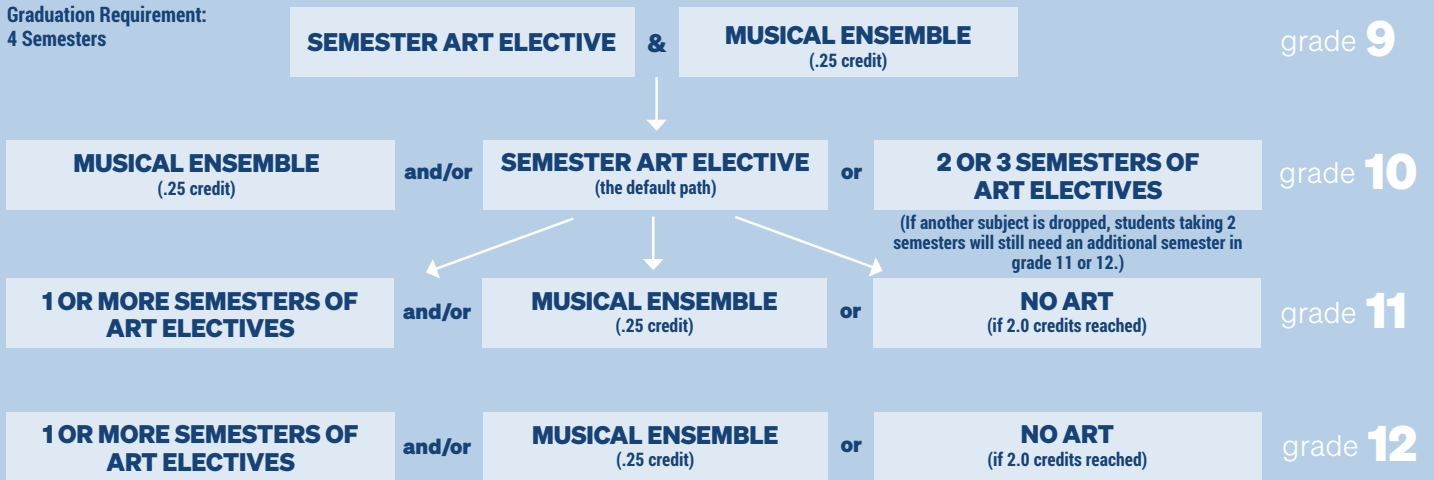 Graduation Requirement:
4 Semesters
SEMESTER ART ELECTIVE
&
MUSICAL ENSEMBLE
(.25 credit)
grade 9
MUSICAL ENSEMBLE
(.25 credit)
and/or
SEMESTER ART ELECTIVE
(the default path)
or
2 OR 3 SEMESTERS OF
ART ELECTIVES
(If another subject is dropped, students taking 2
semesters will still need an additional semester in
grade 11 or 12.)
grade 10
1 OR MORE SEMESTERS OF
ART ELECTIVES
and/or
MUSICAL ENSEMBLE
(.25 credit)
or
NO ART
(if 2.0 credits reached)
grade 11
1 OR MORE SEMESTERS OF
ART ELECTIVES
and/or
MUSICAL ENSEMBLE
(.25 credit)
or
NO ART
(if 2.0 credits reached)
grade 12